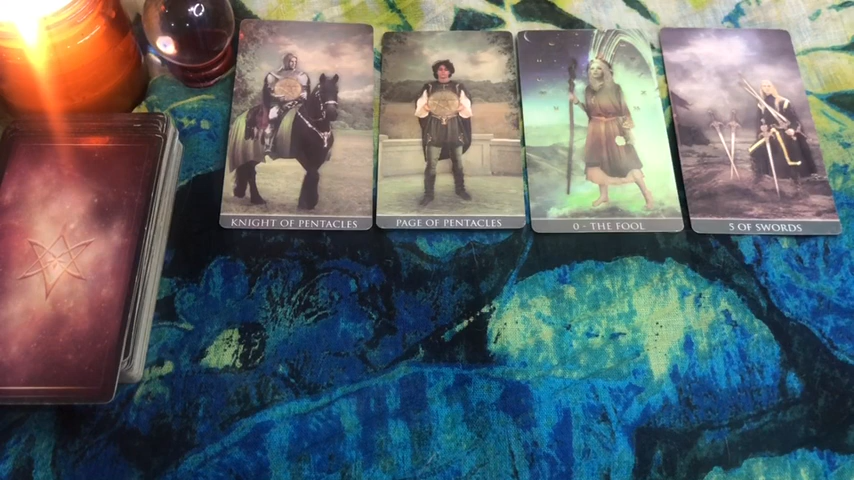 KNIGHT OF PENTACLES
PAGE OF PENTACLES
0 - THE FOOL
5 OF SWORDS